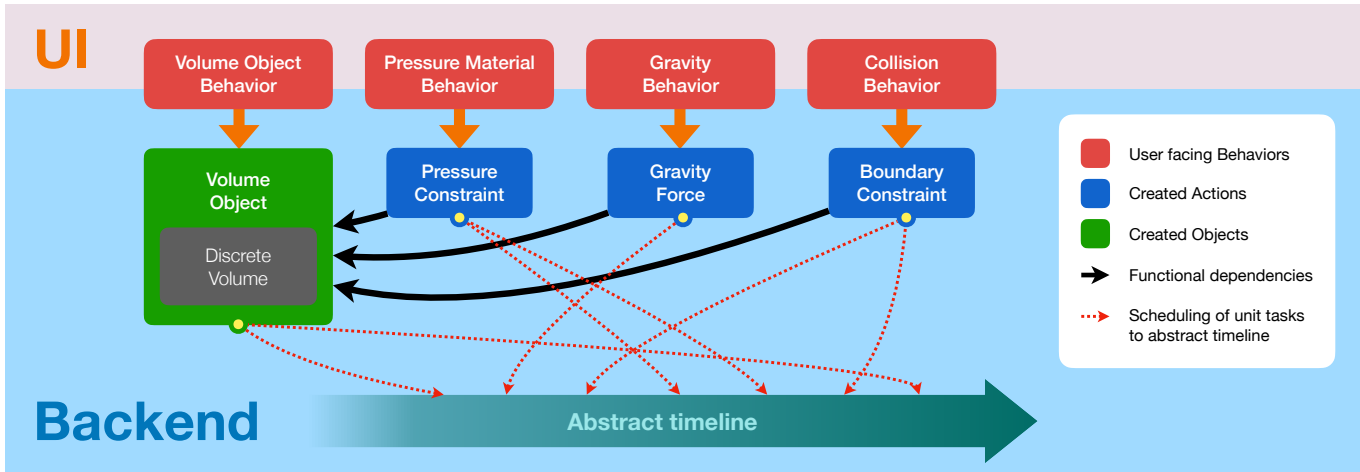 UI
Volume Object
Behavior
Pressure Material
Behavior
Gravity
Behavior
Collision
Behavior
Volume
Object
Discrete
Volume
Pressure
Constraint
Gravity
Force
Boundary
Constraint
User facing Behaviors
Created Actions
Created Objects
Functional dependencies
Scheduling of unit tasks
to abstract timeline
Backend
Abstract timeline